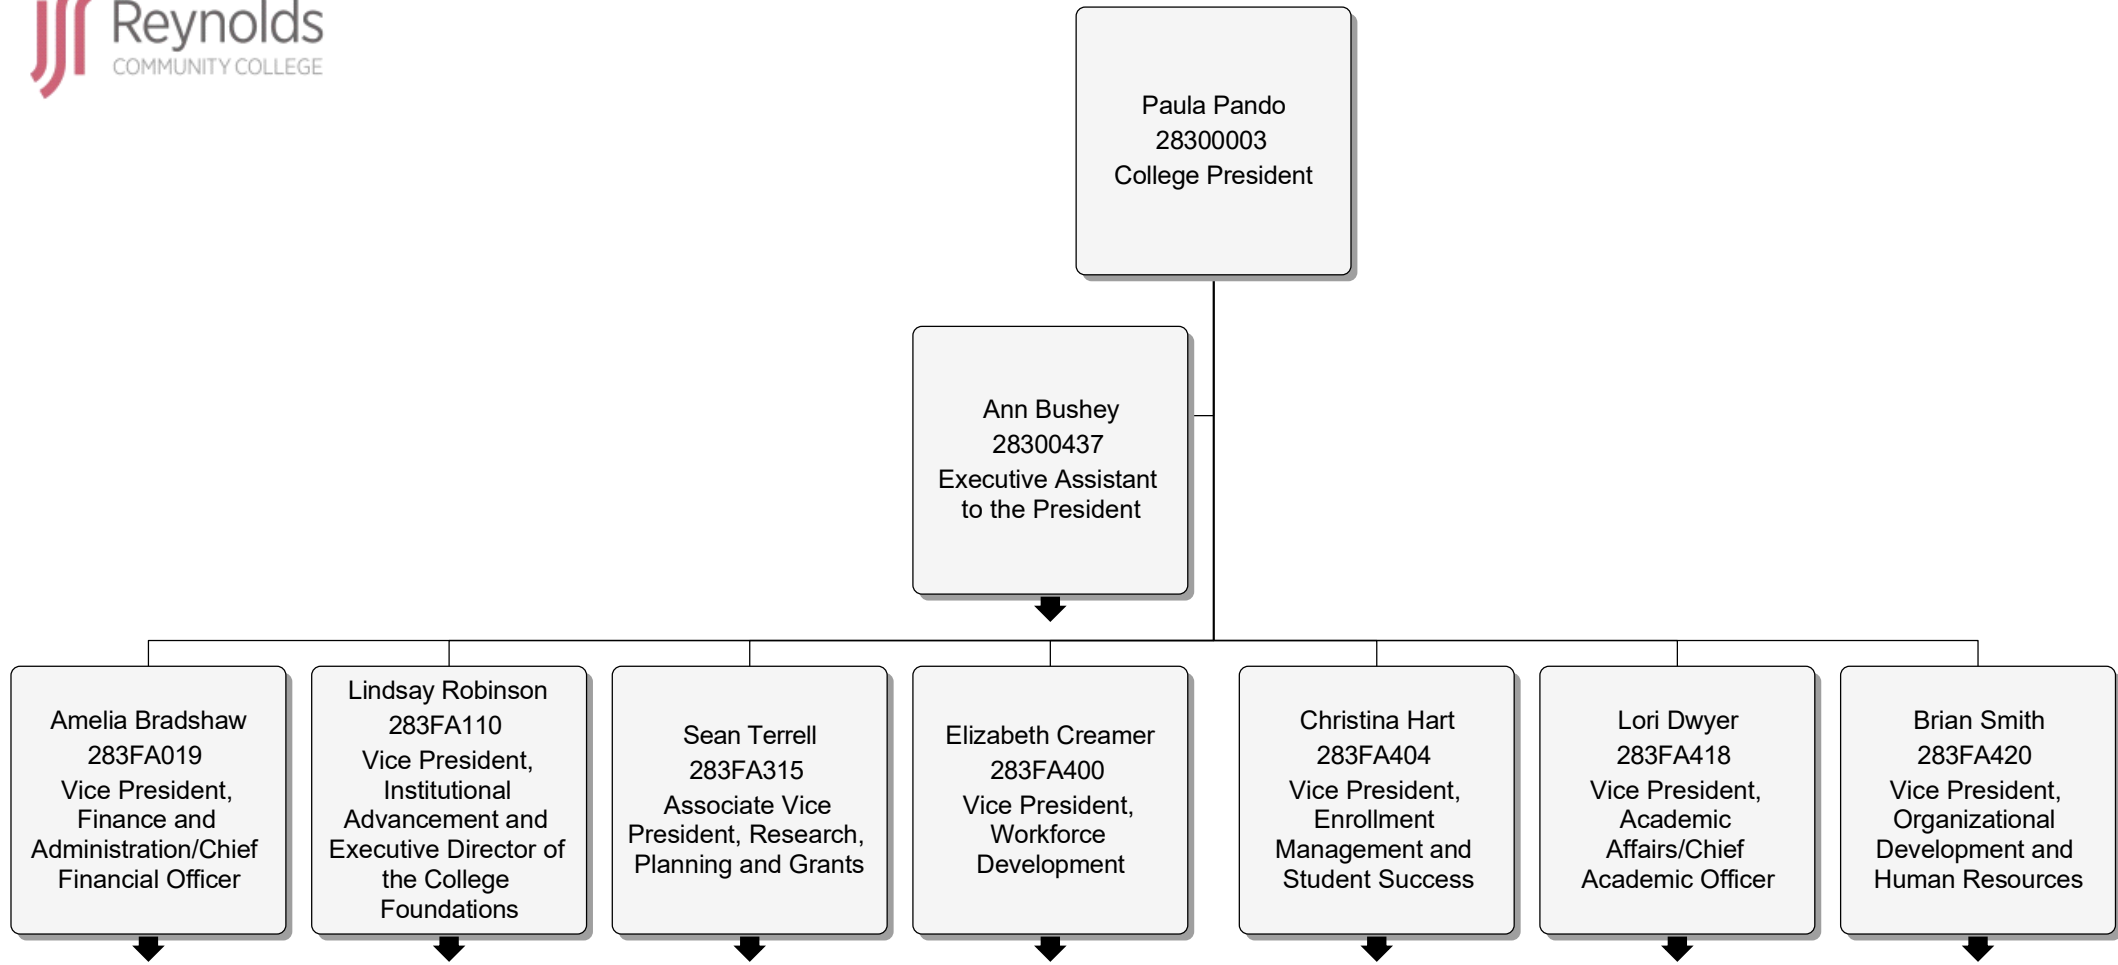 Reynolds
COMMUNITY COLLEGE
Paula Pando
28300003
College President
Ann Bushey
28300437
Executive Assistant
to the President
Amelia Bradshaw
283FA019
Vice President,
Finance and
Administration/Chief
Financial Officer
Lindsay Robinson
283FA110
Vice President,
Institutional
Advancement and
Executive Director of
the College
Foundations
Sean Terrell
283FA315
Associate Vice
President, Research,
Planning and Grants
Elizabeth Creamer
283FA400
Vice President,
Workforce
Development
Christina Hart
283FA404
Vice President,
Enrollment
Management and
Student Success
Lori Dwyer
283FA418
Vice President,
Academic
Affairs/Chief
Academic Officer
Brian Smith
283FA420
Vice President,
Organizational
Development and
Human Resources